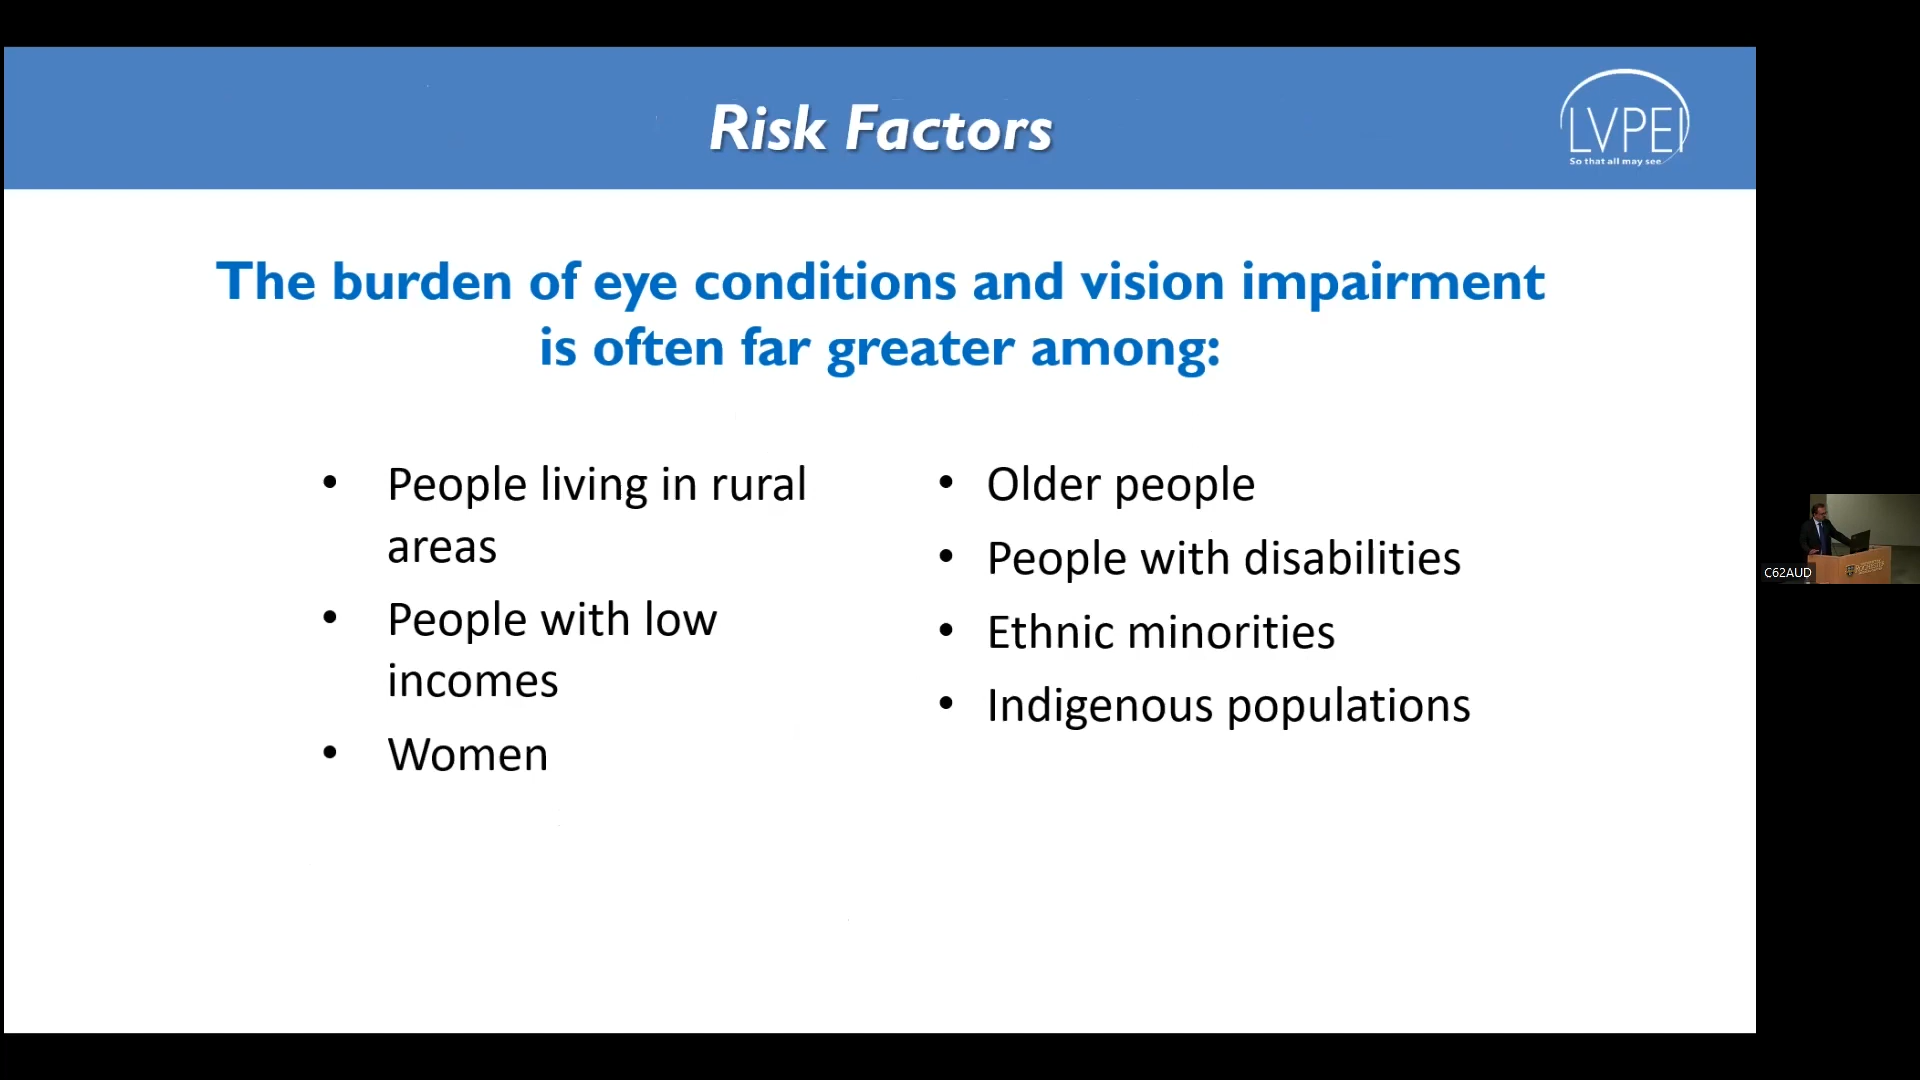 Risk Factors
LVPEI
So that all may see
The burden of eye conditions and vision impairment
is often far greater among:
• People living in rural
areas
• People with low
incomes
• Women
• Older people
• People with disabilities
• Ethnic minorities
• Indigenous populations
C62AUD